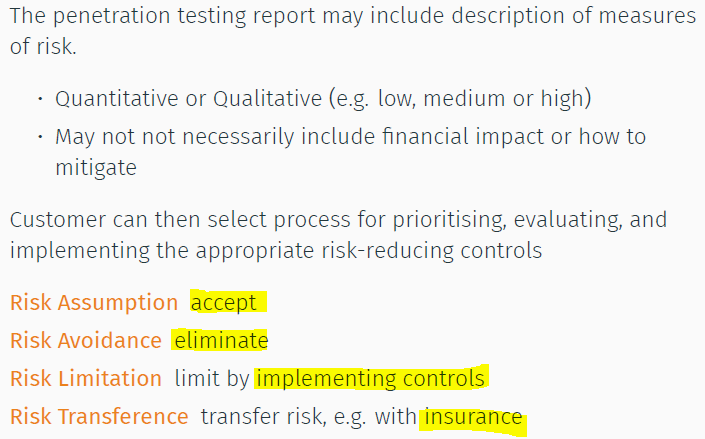 The penetration testing report may include description of measures
of risk.
· Quantitative or Qualitative (e.g. low, medium or high)
· May not not necessarily include financial impact or how to
mitigate
Customer can then select process for prioritising, evaluating, and
implementing the appropriate risk-reducing controls
Risk Assumption accept
Risk Avoidance eliminate
Risk Limitation limit by implementing controls
Risk Transference transfer risk, e.g. with insurance